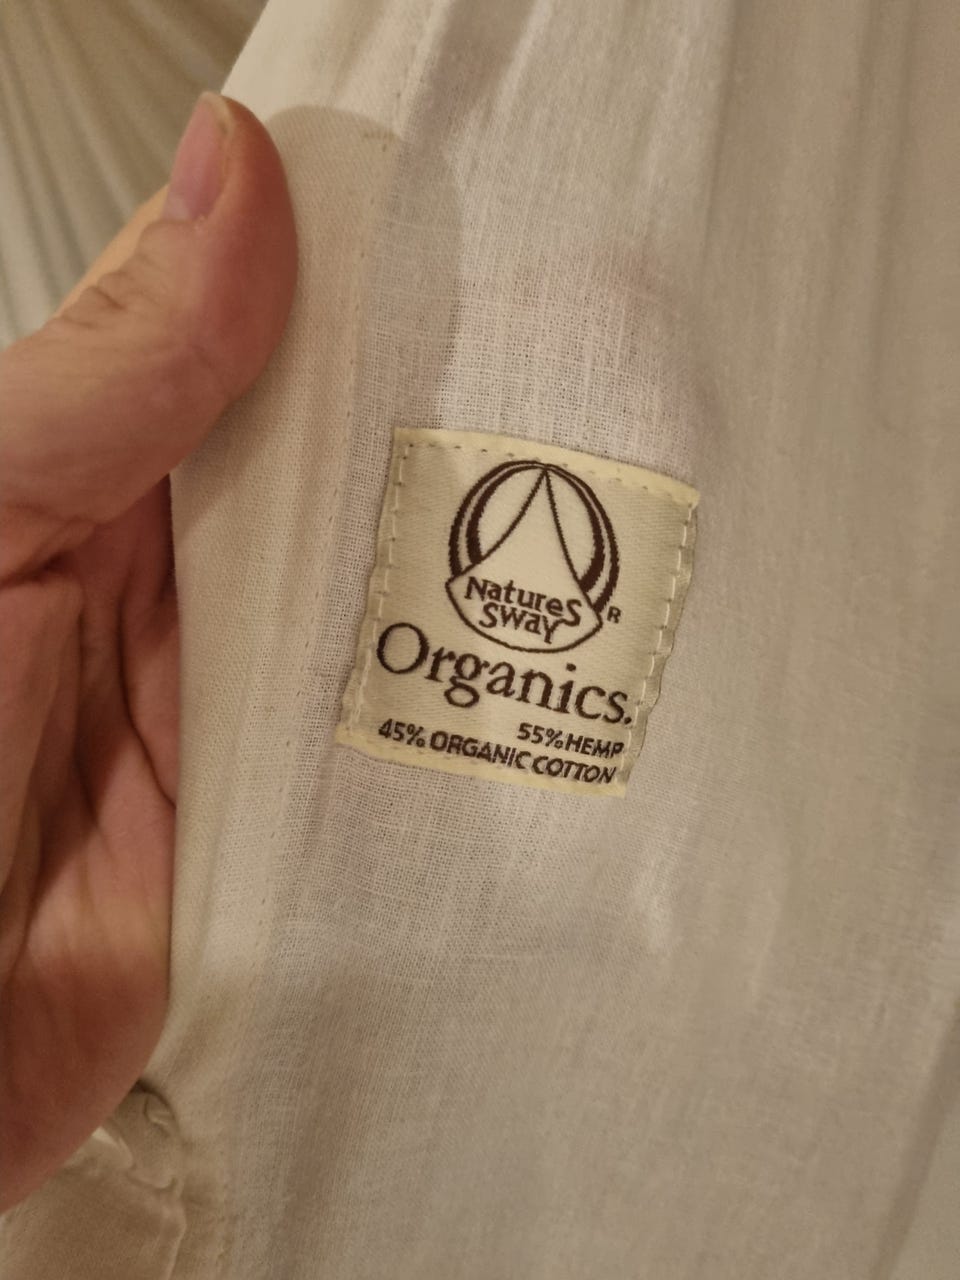 Natures
Sway
R
Organics.
55% HEMP
45% ORGANIC COTTON